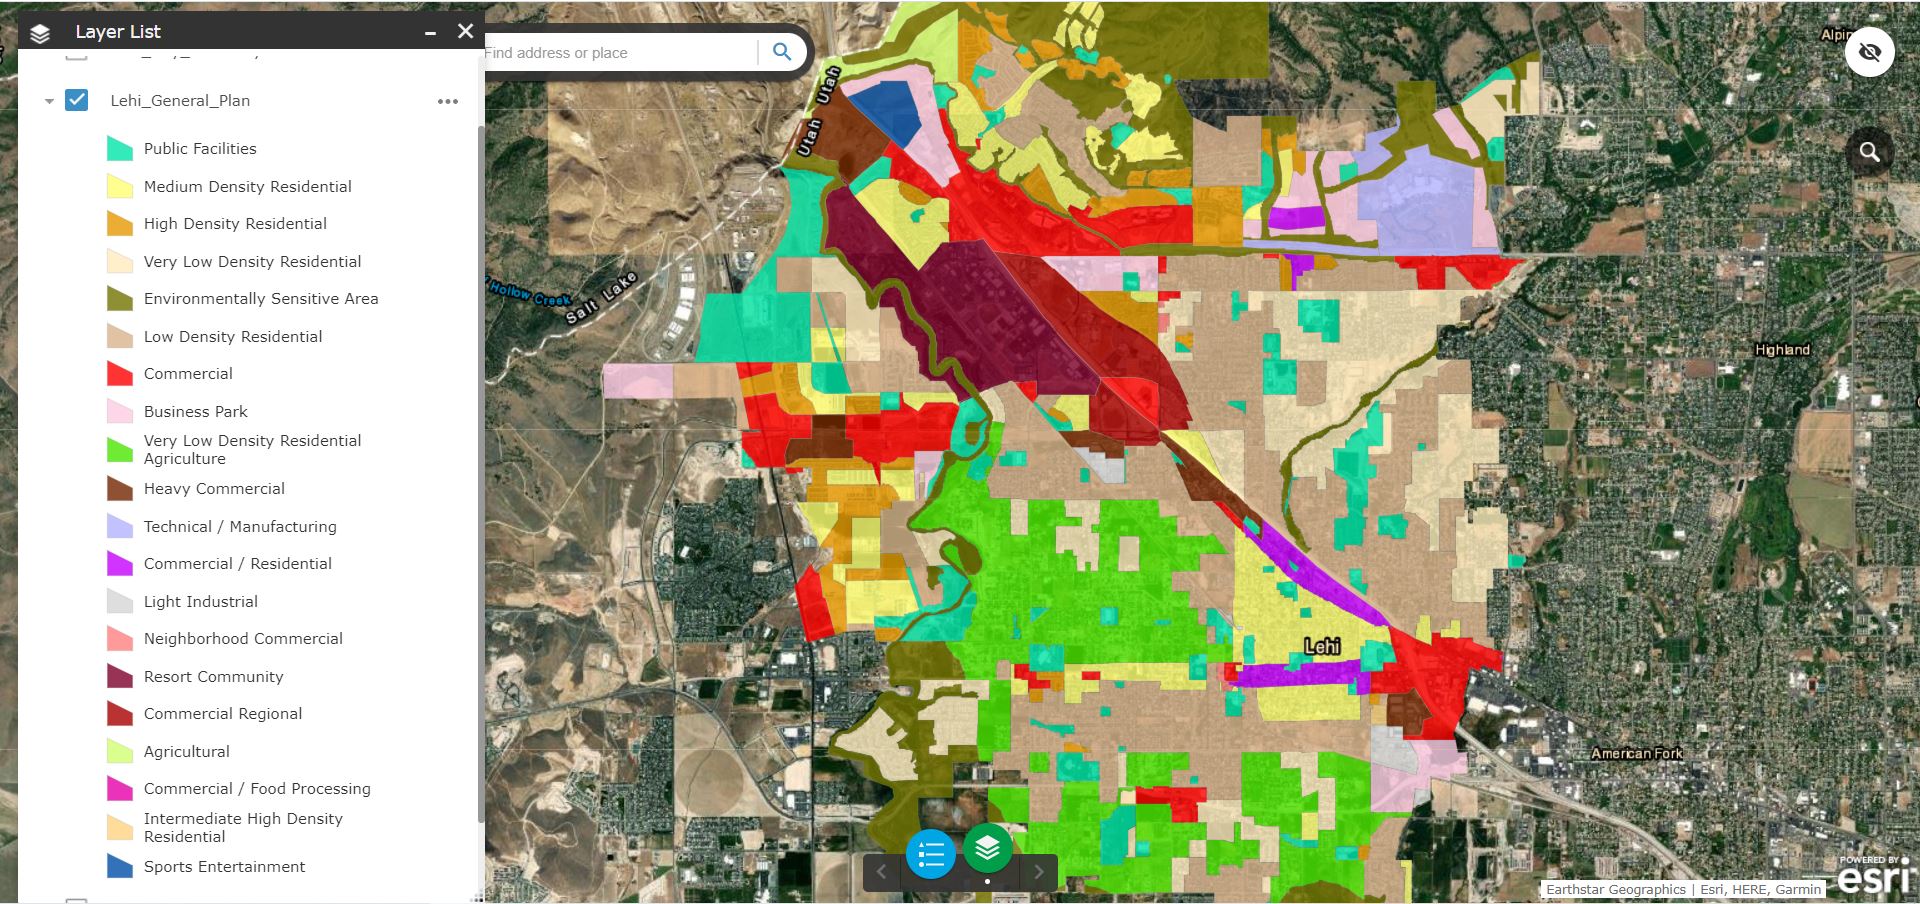 Layer List
Find address or place
Lehi_General_Plan
Public Facilities
Medium Density Residential
High Density Residential
Very Low Density Residential
Environmentally Sensitive Area
Low Density Residential
Commercial
Business Park
Very Low Density Residential
Agriculture
Heavy Commercial
Technical / Manufacturing
Commercial / Residential
Light Industrial
Neighborhood Commercial
Resort Community
Commercial Regional
Agricultural
Commercial / Food Processing
Intermediate High Density
Residential
Sports Entertainment
Utah
Utah
Hollow Creek
Salt Lake
Highland
Lehi
American Fork
POWERED BY
esri
Earthstar Geographics | Esri, HERE, Garmin